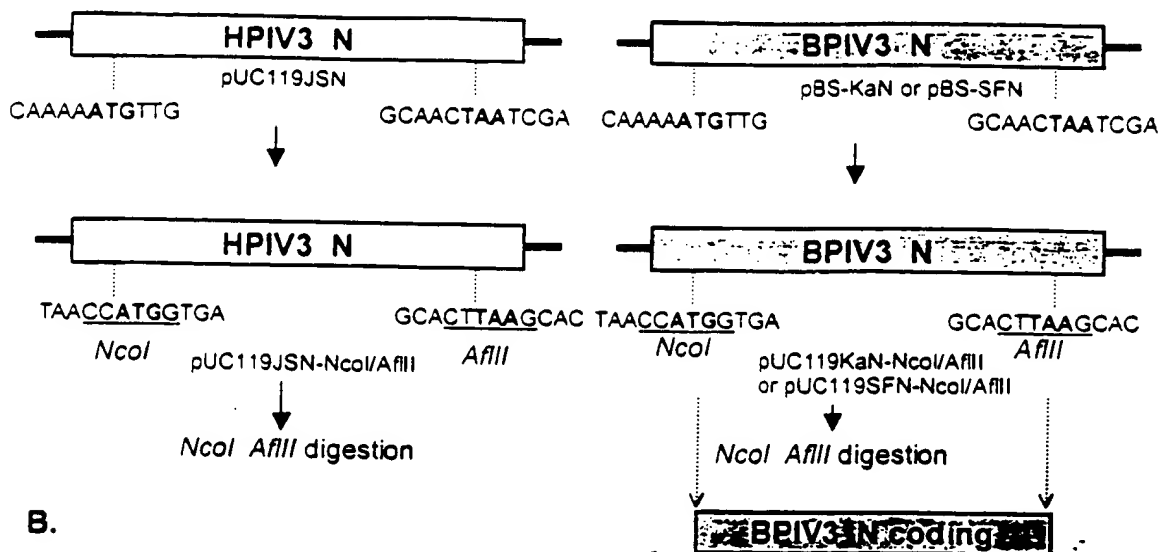 HPIV3 N
pUC119JSN
CAAAAATGTTG
GCAACTAATCGA
BPIV3 N
pBS-KaN or pBS-SFN
CAAAAATGTTG
GCAACTAATCGA
HPIV3 N
TAACCATGGTGA
GCACTTAAGCAC
NcoI
AflII
pUC119JSN-NcoI/AflII
NcoI AflII digestion
BPIV3 N
TAACCATGGTGA
GCACTTAAGCAC
NcoI
AflII
pUC119KaN-NcoI/AflII
or pUC119SFN-NcoI/AflII
NcoI AflII digestion
B.
BPIV3 N coding